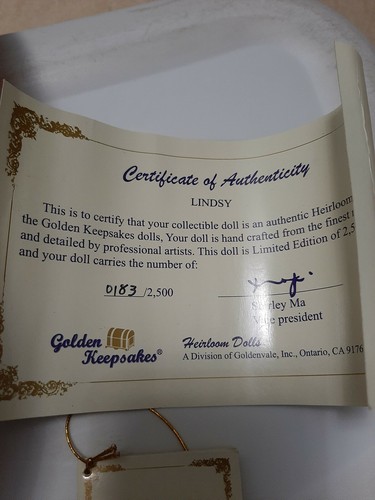 Certificate of Authenticity
LINDSY
This is to certify that your collectible doll is an authentic Heirloom
the Golden Keepsakes dolls, Your doll is hand crafted from the finest
and detailed by professional artists. This doll is Limited Edition of 2,5
and your doll carries the number of:
0183 /2,500
Shirley Ma
Vice president
Golden Keepsakes®
Heirloom Dolls
A Division of Goldenvale, Inc., Ontario, CA 9176